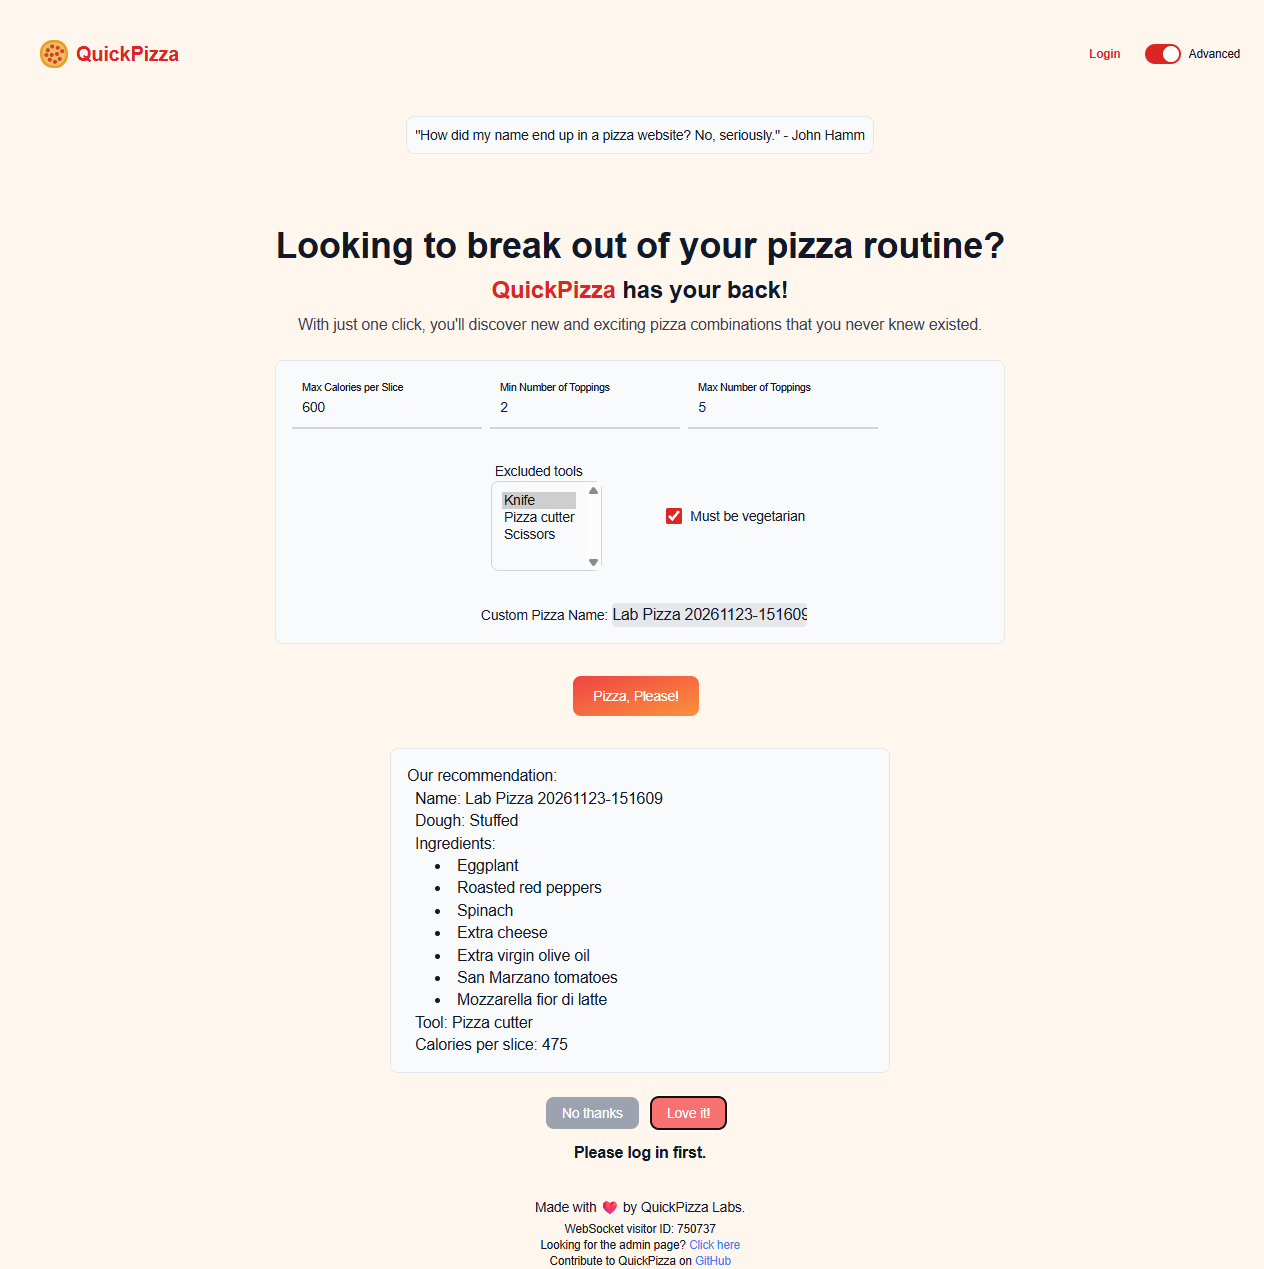 QuickPizza
Login
Advanced
"How did my name end up in a pizza website? No, seriously." - John Hamm
Looking to break out of your pizza routine?
QuickPizza has your back!
With just one click, you'll discover new and exciting pizza combinations that you never knew existed.
Max Calories per Slice
600
Min Number of Toppings
2
Max Number of Toppings
5
Excluded tools
Knife
Pizza cutter
Scissors
Must be vegetarian
Custom Pizza Name: Lab Pizza 20261123-151609
Pizza, Please!
Our recommendation:
Name: Lab Pizza 20261123-151609
Dough: Stuffed
Ingredients:
Eggplant
Roasted red peppers
Spinach
Extra cheese
Extra virgin olive oil
San Marzano tomatoes
Mozzarella fior di latte
Tool: Pizza cutter
Calories per slice: 475
No thanks
Love it!
Please log in first.
Made with ❤️ by QuickPizza Labs.
WebSocket visitor ID: 750737
Looking for the admin page? Click here
Contribute to QuickPizza on GitHub